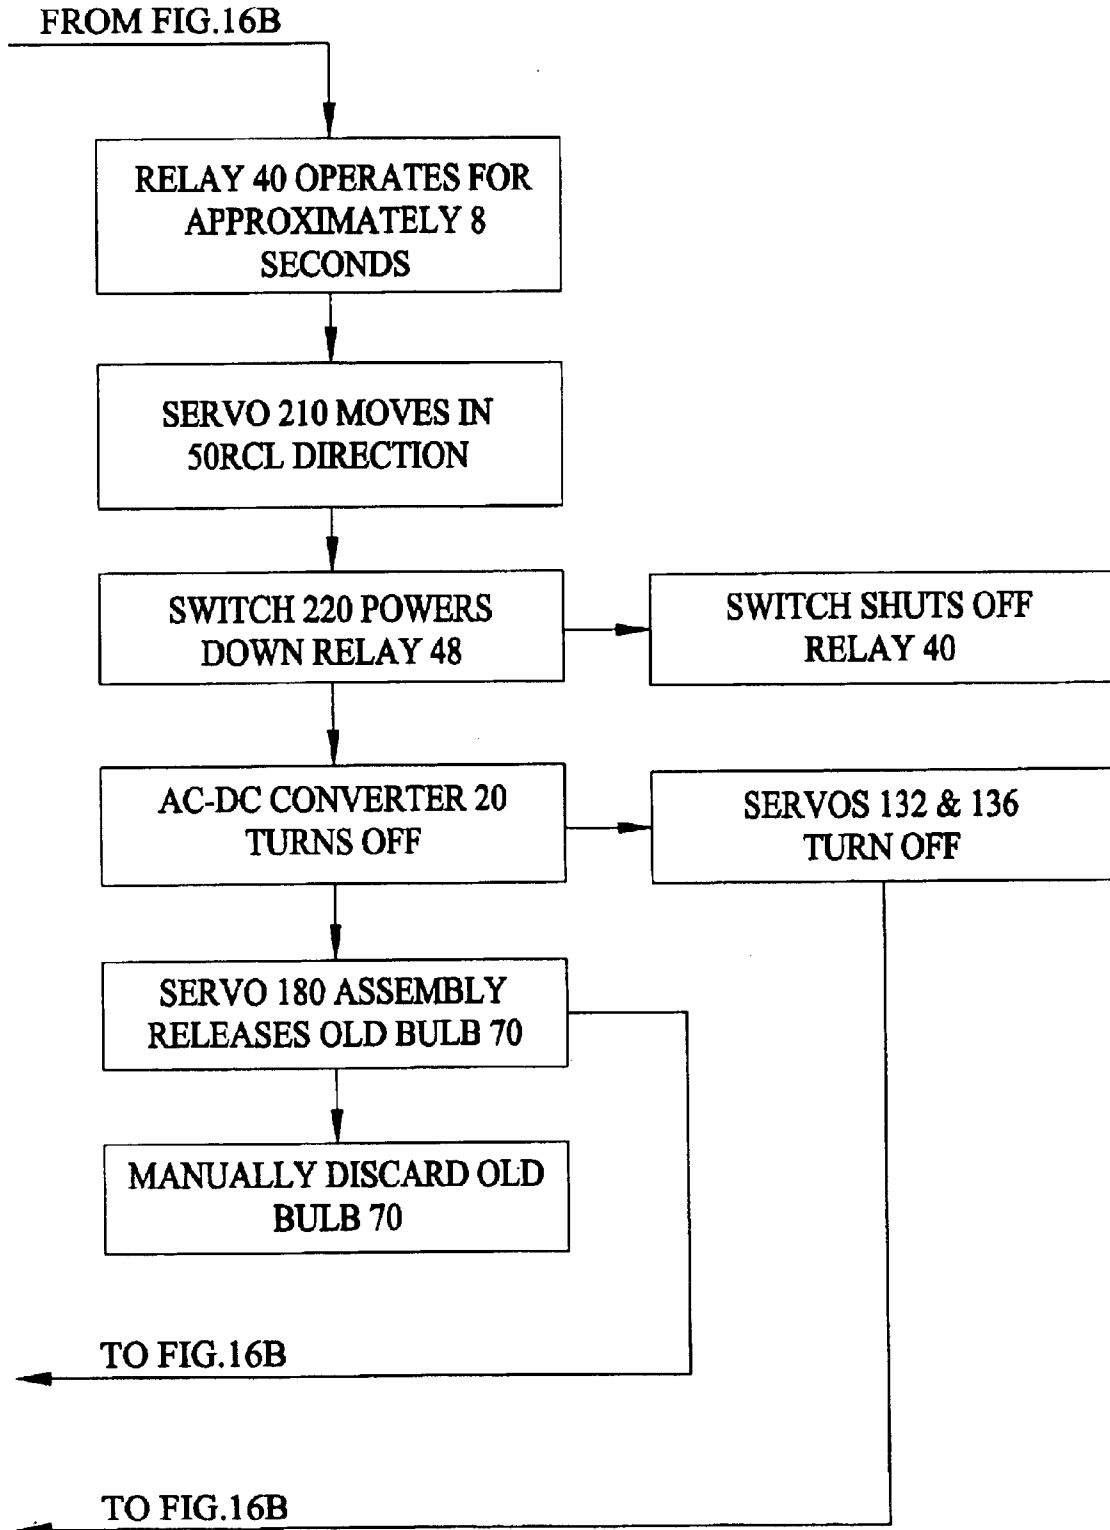 FROM FIG.16B
RELAY 40 OPERATES FOR
APPROXIMATELY 8
SECONDS
SERVO 210 MOVES IN
50RCL DIRECTION
SWITCH 220 POWERS
DOWN RELAY 48
SWITCH SHUTS OFF
RELAY 40
AC-DC CONVERTER 20
TURNS OFF
SERVOS 132 & 136
TURN OFF
SERVO 180 ASSEMBLY
RELEASES OLD BULB 70
MANUALLY DISCARD OLD
BULB 70
TO FIG.16B
TO FIG.16B